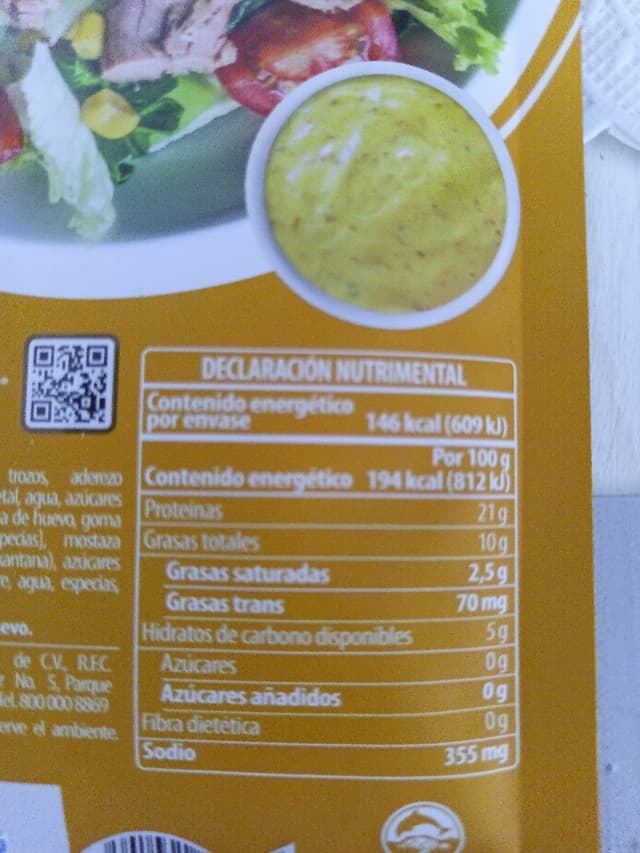 DECLARACIÓN NUTRIMENTAL
Contenido energético
por envase 146 kcal (609 kJ)
Por 100 g
Contenido energético 194 kcal (812 kJ)
Proteínas 21 g
Grasas totales 10 g
Grasas saturadas 2,5 g
Grasas trans 70 mg
Hidratos de carbono disponibles 5 g
Azúcares 0 g
Azúcares añadidos 0 g
Fibra dietética 0 g
Sodio 355 mg
trozos, aderezo
etal, agua, azúcares
a de huevo, goma
pecias], mostaza
xantana), azúcares
re, agua, especias,
evo.
de C.V., R.F.C.
No. 5, Parque
Tel. 800 000 8869
erve el ambiente.